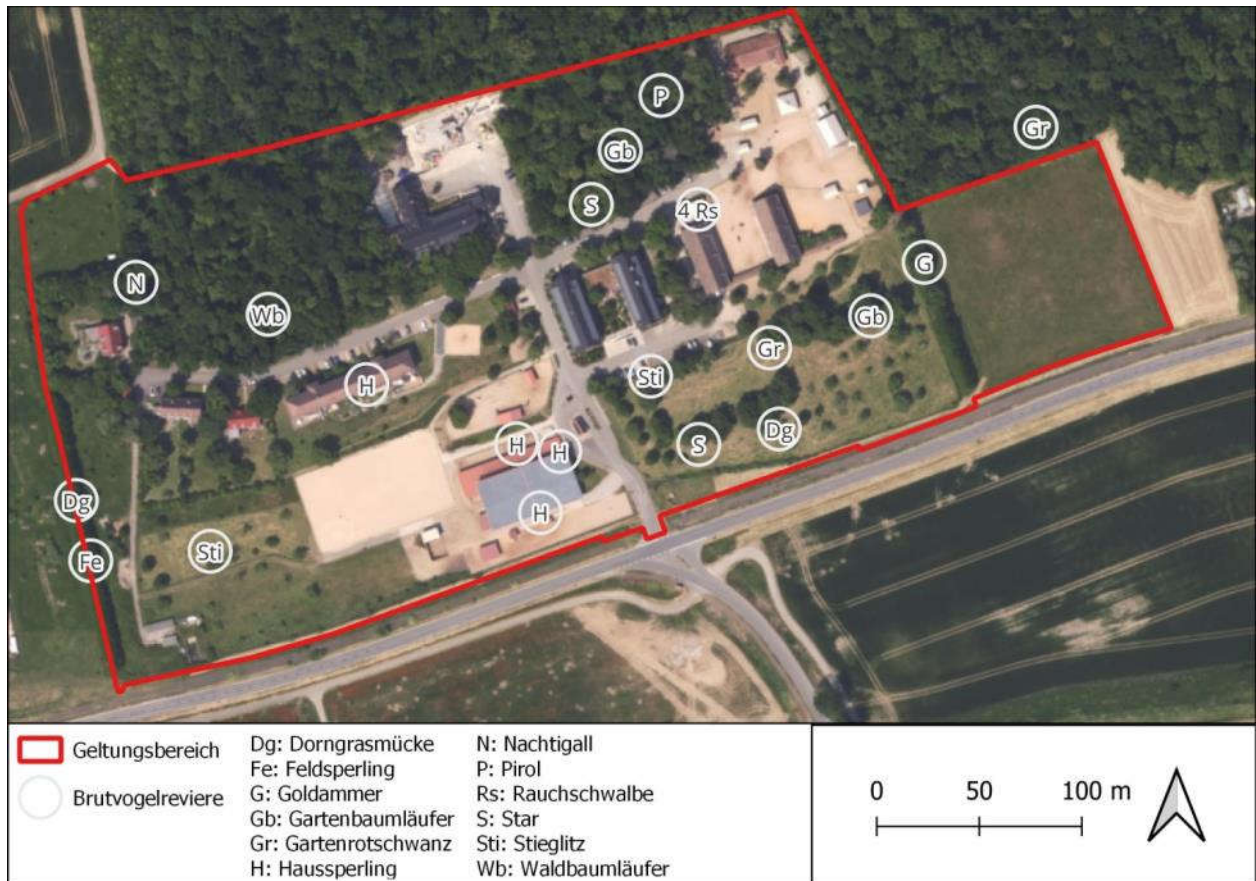 P
Gr
Gb
S
4 Rs
G
N
Wb
Gb
Gr
Sti
H
Dg
S
H
H
Dg
H
Sti
Fe
Geltungsbereich
Brutvogelreviere
Dg: Dorngrasmücke
Fe: Feldsperling
G: Goldammer
Gb: Gartenbaumläufer
Gr: Gartenrotschwanz
H: Haussperling
N: Nachtigall
P: Pirol
Rs: Rauchschwalbe
S: Star
Sti: Stieglitz
Wb: Waldbaumläufer
0 50 100 m